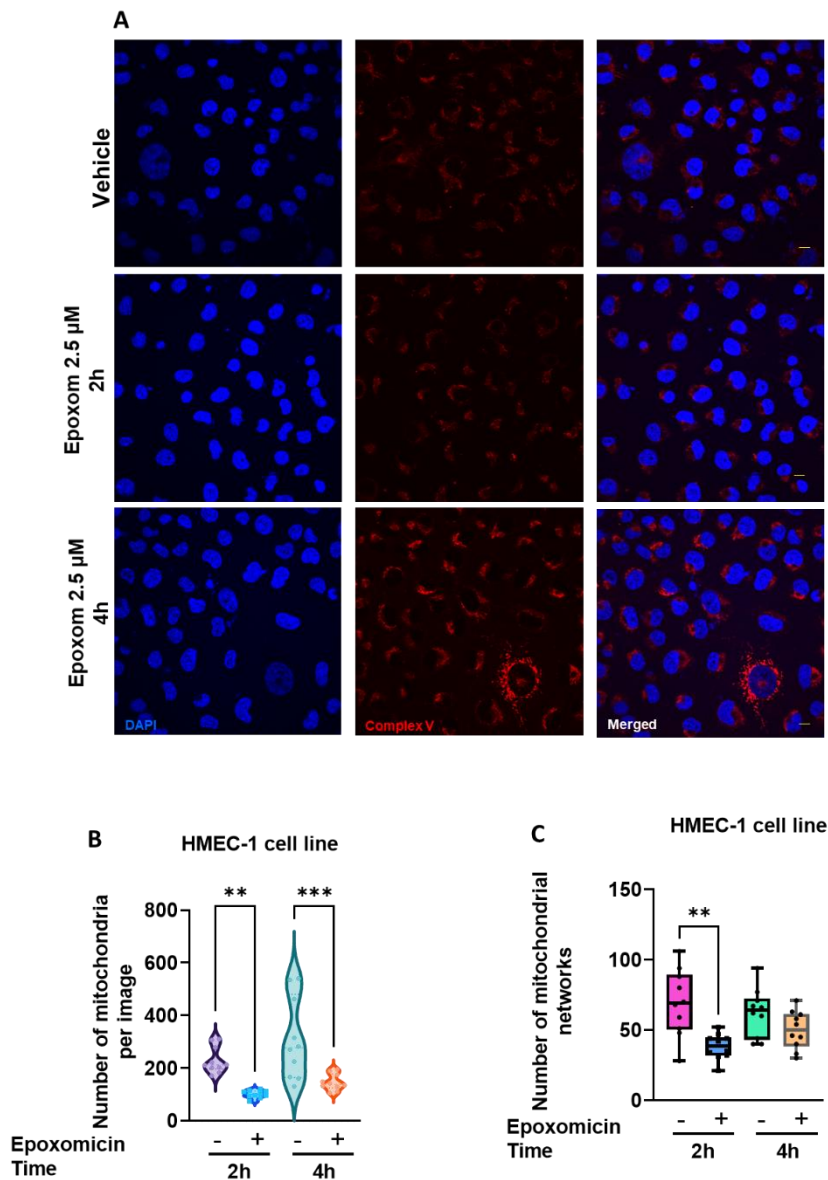 A
Vehicle
Epoxom 2.5 µM
2h
Epoxom 2.5 µM
4h
DAPI
Complex V
Merged
B
HMEC-1 cell line
Number of mitochondria
per image
800
600
400
200
0
**
***
Epoxomicin - + - +
Time 2h 4h
C
HMEC-1 cell line
Number of mitochondrial
networks
150
100
50
0
**
Epoxomicin - + - +
Time 2h 4h